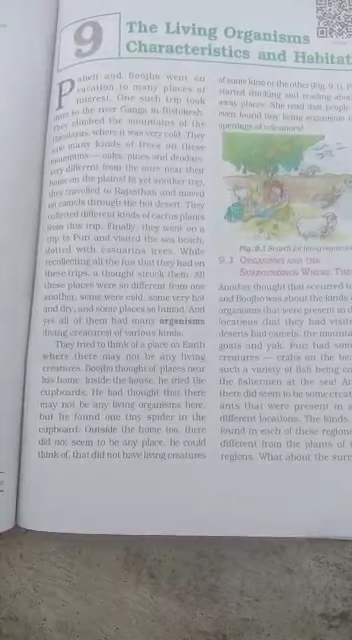 9
The Living Organisms
Characteristics and Habitat
Paheli and Boojho went on
vacation to many places of
interest. One such trip took
them to the river Ganga in Rishikesh.
They climbed the mountains of the
Himalayas, where it was very cold. They
saw many kinds of trees on these
mountains — oaks, pines and deodars,
very different from the ones near their
home on the plains! In yet another trip,
they travelled to Rajasthan and moved
on camels through the hot desert. They
collected different kinds of cactus plants
from this trip. Finally, they went on a
trip to Puri and visited the sea beach,
dotted with casuarina trees. While
recollecting all the fun that they had on
these trips, a thought struck them. All
these places were so different from one
another, some were cold, some very hot
and dry, and some places so humid. And
yet all of them had many organisms
(living creatures) of various kinds.
They tried to think of a place on Earth
where there may not be any living
creatures. Boojho thought of places near
his home. Inside the house, he tried the
cupboards. He had thought that there
may not be any living organisms here,
but he found one tiny spider in the
cupboard. Outside the home too, there
did not seem to be any place, he could
think of, that did not have living creatures
of some kind or the other (Fig. 9.1). P
started thinking and reading about
away places. She read that people
even found tiny living organisms in
openings of volcanoes!
Fig. 9.1 Search for living organisms
9.1 ORGANISMS AND THE
SURROUNDINGS WHERE THE
Another thought that occurred to
and Boojho was about the kinds
organisms that were present in d
locations that they had visited
deserts had camels, the mounta
goats and yak. Puri had some
creatures — crabs on the be
such a variety of fish being ca
the fishermen at the sea! An
there did seem to be some creat
ants that were present in a
different locations. The kinds
found in each of these regions
different from the plants of t
regions. What about the surr